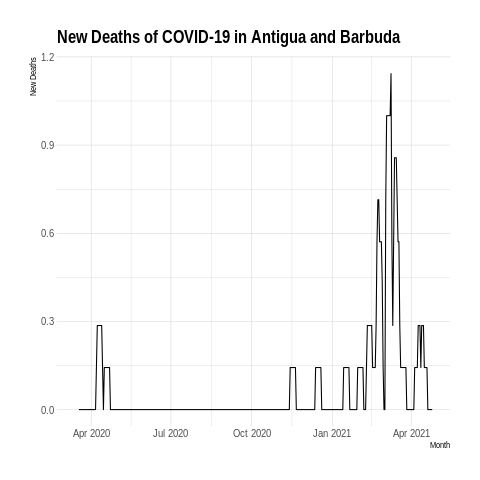 New Deaths of COVID-19 in Antigua and Barbuda
New Deaths
1.2
0.9
0.6
0.3
0.0
Apr 2020 Jul 2020 Oct 2020 Jan 2021 Apr 2021
Month